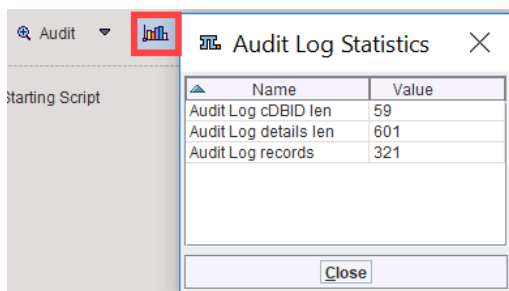 Audit
Audit Log Statistics
Starting Script
Name Value
Audit Log cDBID len 59
Audit Log details len 601
Audit Log records 321
Close